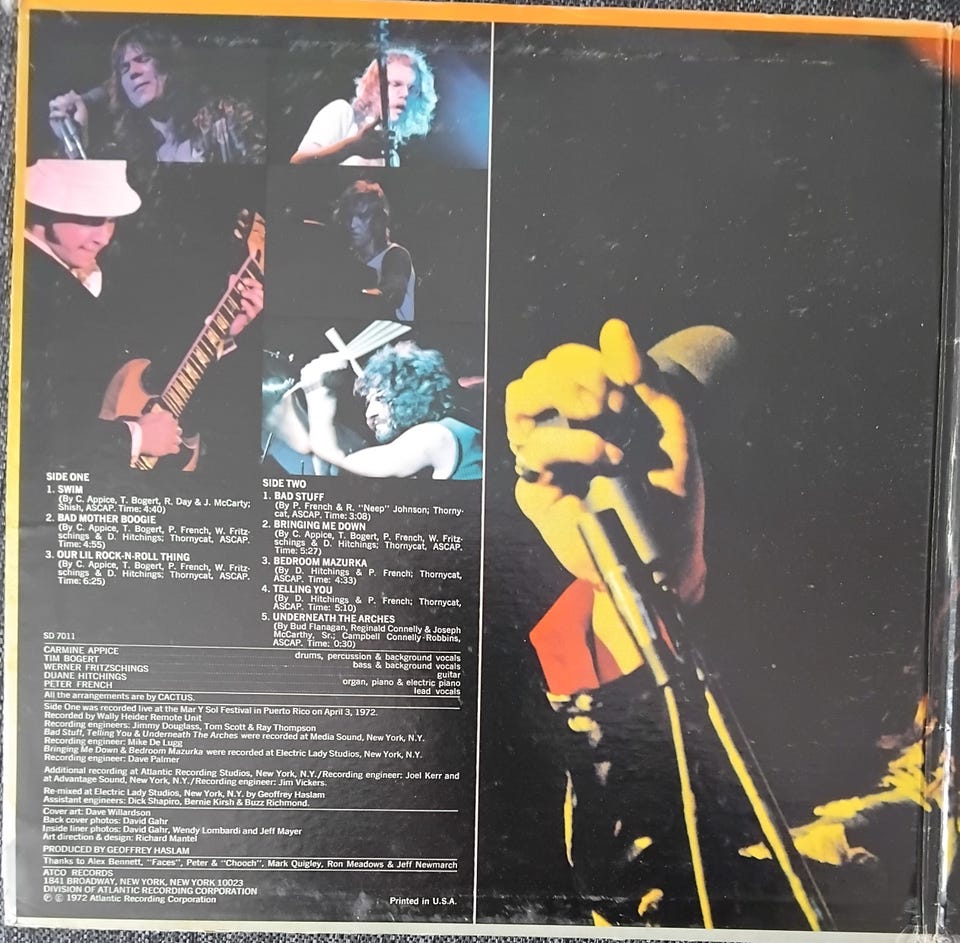 SIDE ONE
1. SWIM
(By C. Appice, T. Bogert, R. Day & J. McCarty;
Shish, ASCAP. Time: 4:40)
2. BAD MOTHER BOOGIE
(By C. Appice, T. Bogert, P. French, W. Fritz-
schings & D. Hitchings; Thornycat, ASCAP.
Time: 4:55)
3. OUR LIL ROCK-N-ROLL THING
(By C. Appice, T. Bogert, P. French, W. Fritz-
schings & D. Hitchings; Thornycat, ASCAP.
Time: 6:25)
SIDE TWO
1. BAD STUFF
(By P. French & R. "Neep" Johnson; Thorny-
cat, ASCAP. Time: 3:08)
2. BRINGING ME DOWN
(By C. Appice, T. Bogert, P. French, W. Fritz-
schings & D. Hitchings; Thornycat, ASCAP.
Time: 5:27)
3. BEDROOM MAZURKA
(By D. Hitchings & P. French; Thornycat,
ASCAP. Time: 4:33)
4. TELLING YOU
(By D. Hitchings & P. French; Thornycat,
ASCAP. Time: 5:10)
5. UNDERNEATH THE ARCHES
(By Bud Flanagan, Reginald Connelly & Joseph
McCarthy, Sr.; Campbell Connelly-Robbins,
ASCAP. Time: 0:30)
SD 7011
CARMINE APPICE drums, percussion & background vocals
TIM BOGERT bass & background vocals
WERNER FRITZSCHINGS guitar
DUANE HITCHINGS organ, piano & electric piano
PETER FRENCH lead vocals
All the arrangements are by CACTUS.
Side One was recorded live at the Mar Y Sol Festival in Puerto Rico on April 3, 1972.
Recorded by Wally Heider Remote Unit
Recording engineers: Jimmy Douglass, Tom Scott & Ray Thompson
Bad Stuff, Telling You & Underneath The Arches were recorded at Media Sound, New York, N.Y.
Recording engineer: Mike De Lugg
Bringing Me Down & Bedroom Mazurka were recorded at Electric Lady Studios, New York, N.Y.
Recording engineer: Dave Palmer
Additional recording at Atlantic Recording Studios, New York, N.Y./Recording engineer: Joel Kerr and
at Advantage Sound, New York, N.Y./Recording engineer: Jim Vickers.
Re-mixed at Electric Lady Studios, New York, N.Y. by Geoffrey Haslam
Assistant engineers: Dick Shapiro, Bernie Kirsh & Buzz Richmond.
Cover art: Dave Willardson
Back cover photos: David Gahr
Inside liner photos: David Gahr, Wendy Lombardi and Jeff Mayer
Art direction & design: Richard Mantel
PRODUCED BY GEOFFREY HASLAM
Thanks to Alex Bennett, "Faces", Peter & "Chooch", Mark Quigley, Ron Meadows & Jeff Newmarch
ATCO RECORDS
1841 BROADWAY, NEW YORK, NEW YORK 10023
DIVISION OF ATLANTIC RECORDING CORPORATION
℗ © 1972 Atlantic Recording Corporation
Printed in U.S.A.